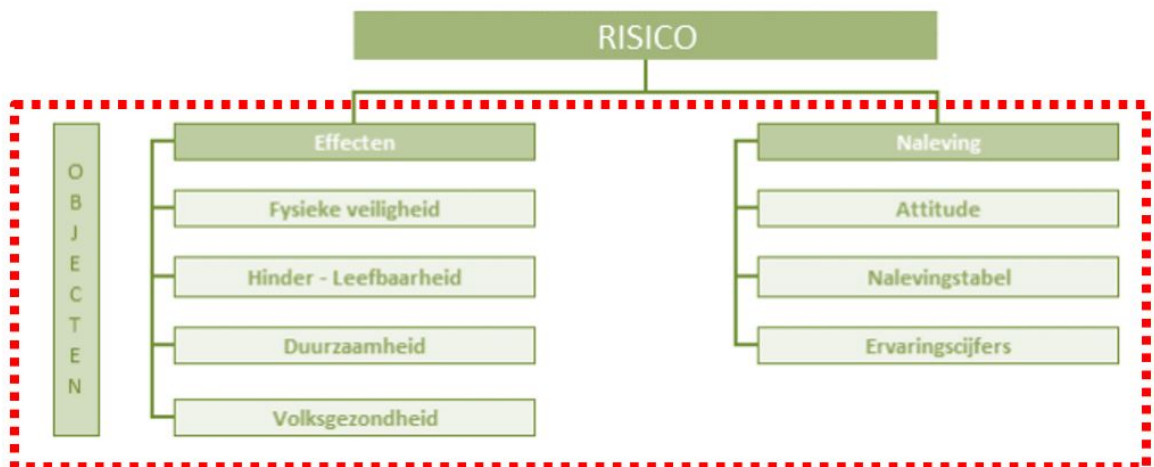 RISICO
OBJECTEN
Effecten
Fysieke veiligheid
Hinder - Leefbaarheid
Duurzaamheid
Volksgezondheid
Naleving
Attitude
Nalevingstabel
Ervaringscijfers